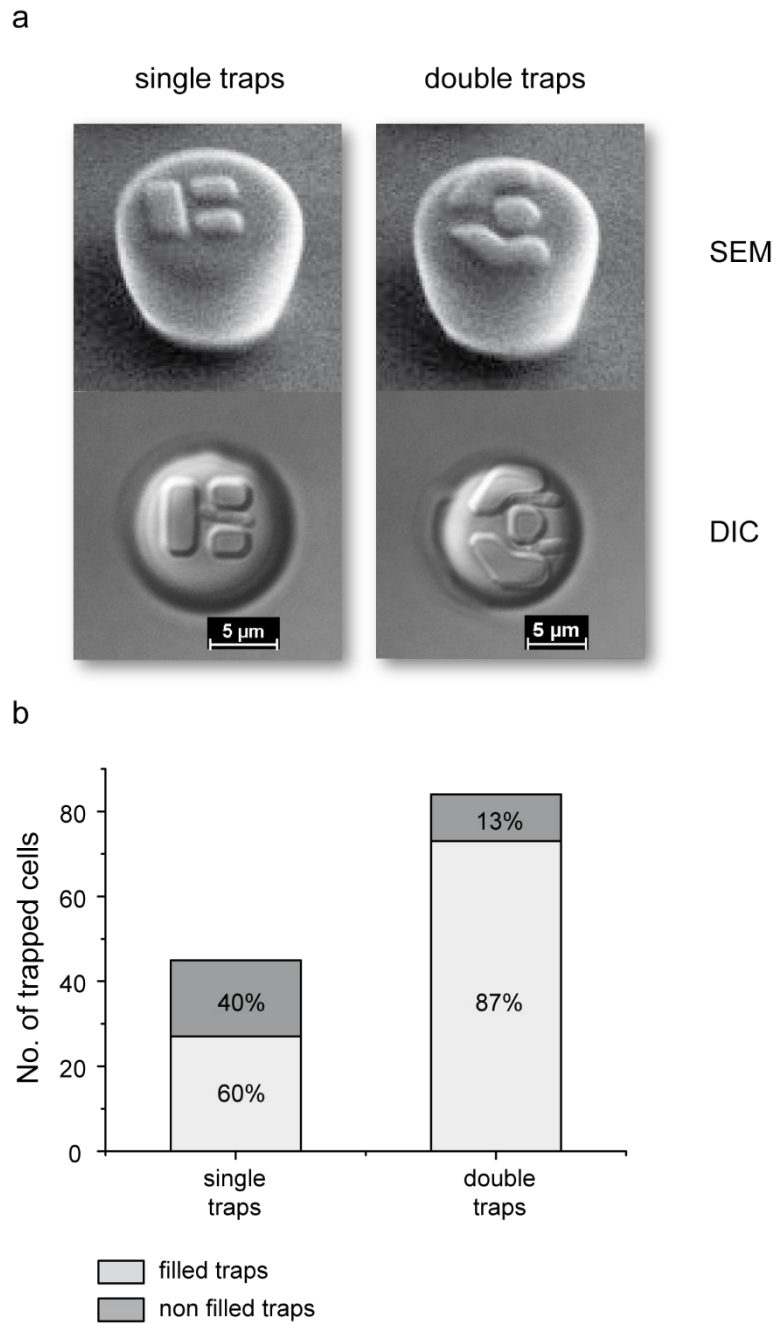 a
single traps double traps
SEM
DIC
5 µm 5 µm
b
No. of trapped cells
80
60
40
20
0
13%
87%
40%
60%
single traps
double traps
filled traps
non filled traps